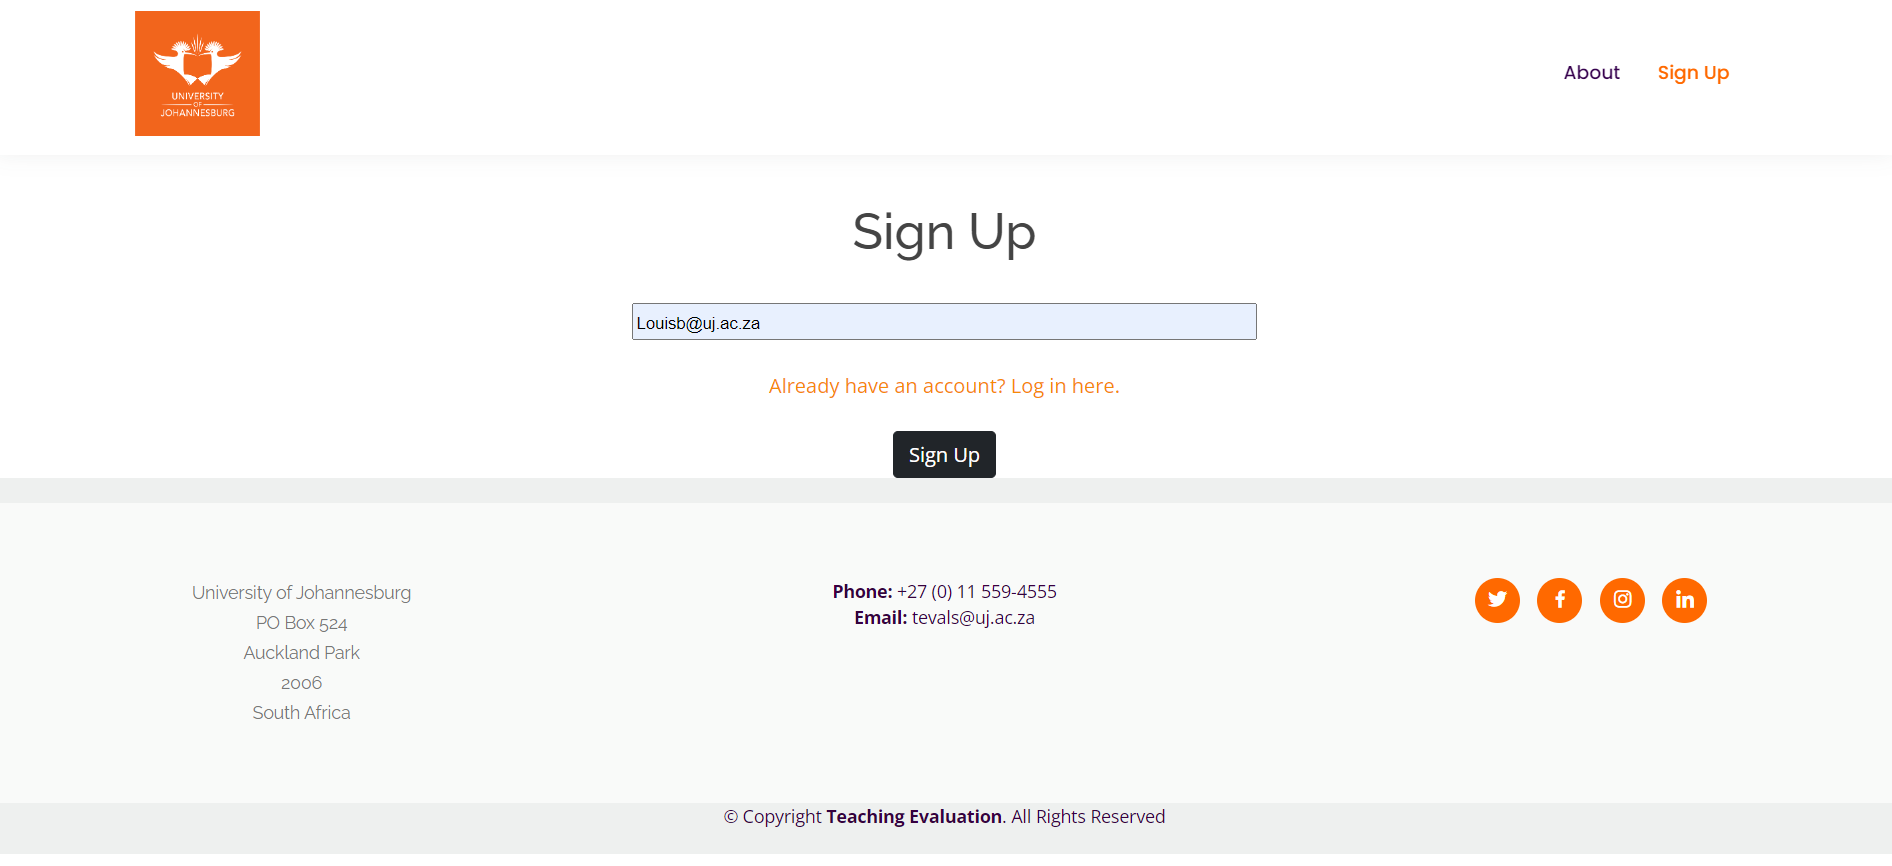 UNIVERSITY
OF
JOHANNESBURG
About
Sign Up
Sign Up
Louisb@uj.ac.za
Already have an account? Log in here.
Sign Up
University of Johannesburg
PO Box 524
Auckland Park
2006
South Africa
Phone: +27 (0) 11 559-4555
Email: tevals@uj.ac.za
© Copyright Teaching Evaluation. All Rights Reserved